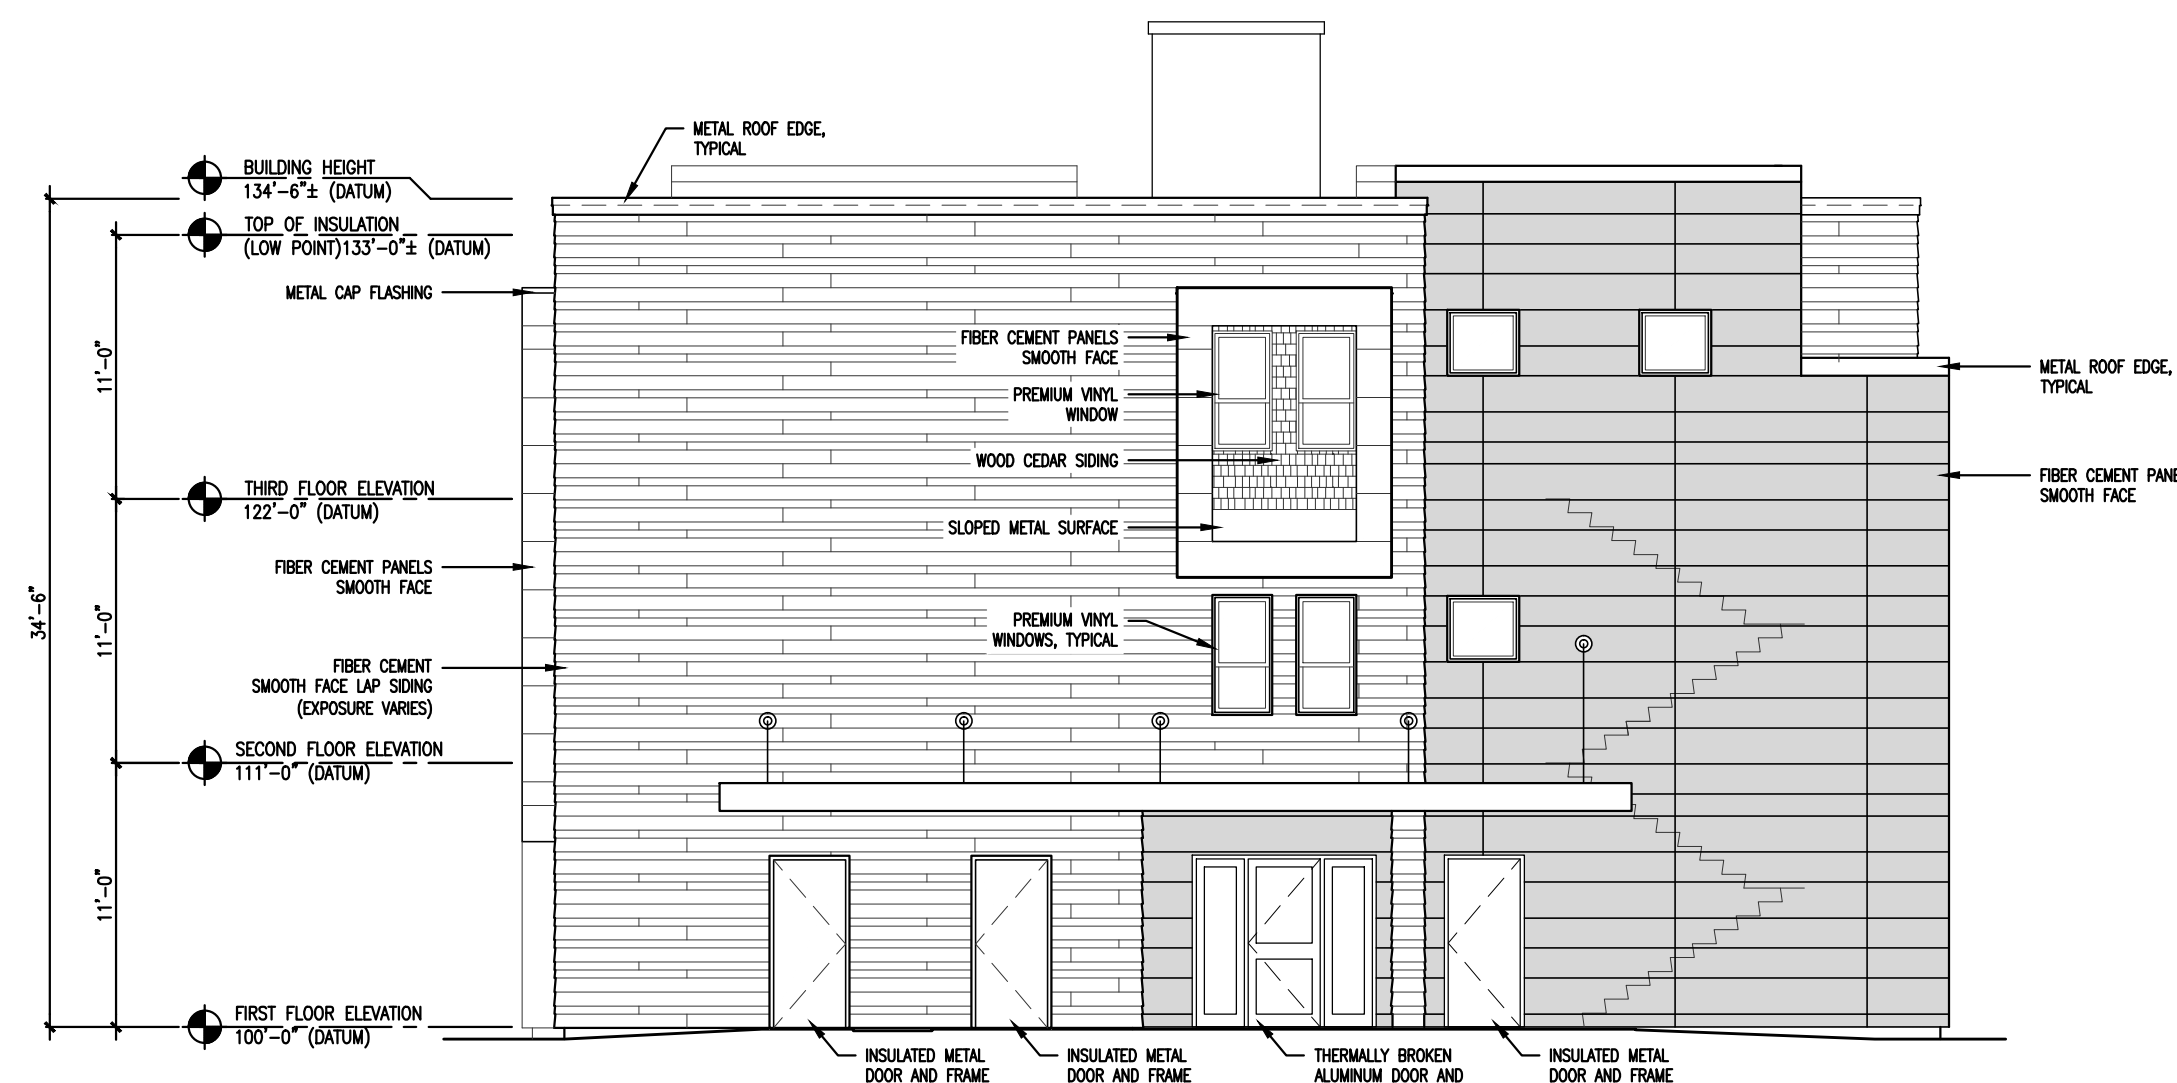 METAL ROOF EDGE,
TYPICAL
BUILDING HEIGHT
134'-6"± (DATUM)
TOP OF INSULATION
(LOW POINT)133'-0"± (DATUM)
METAL CAP FLASHING
11'-0"
FIBER CEMENT PANELS
SMOOTH FACE
PREMIUM VINYL
WINDOW
WOOD CEDAR SIDING
SLOPED METAL SURFACE
METAL ROOF EDGE,
TYPICAL
FIBER CEMENT PANE
SMOOTH FACE
THIRD FLOOR ELEVATION
122'-0" (DATUM)
FIBER CEMENT PANELS
SMOOTH FACE
34'-6"
11'-0"
PREMIUM VINYL
WINDOWS, TYPICAL
FIBER CEMENT
SMOOTH FACE LAP SIDING
(EXPOSURE VARIES)
SECOND FLOOR ELEVATION
111'-0" (DATUM)
11'-0"
FIRST FLOOR ELEVATION
100'-0" (DATUM)
INSULATED METAL
DOOR AND FRAME
INSULATED METAL
DOOR AND FRAME
THERMALLY BROKEN
ALUMINUM DOOR AND
INSULATED METAL
DOOR AND FRAME